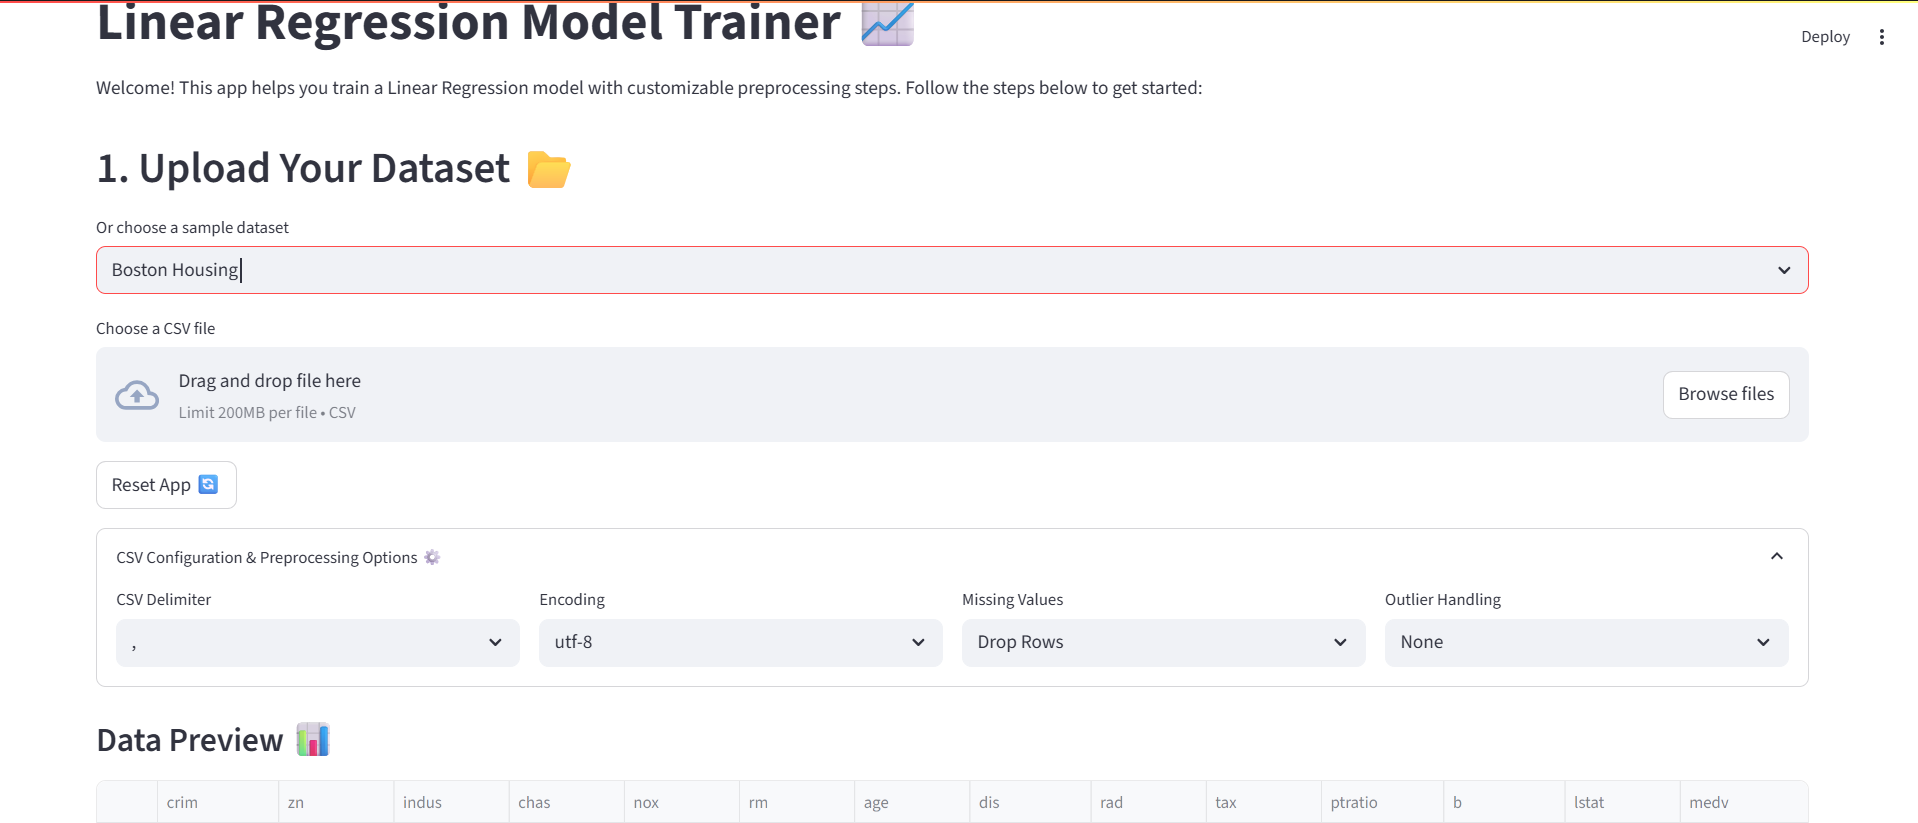 Linear Regression Model Trainer
Deploy
Welcome! This app helps you train a Linear Regression model with customizable preprocessing steps. Follow the steps below to get started:
1. Upload Your Dataset
Or choose a sample dataset
Boston Housing
Choose a CSV file
Drag and drop file here
Limit 200MB per file • CSV
Browse files
Reset App
CSV Configuration & Preprocessing Options
CSV Delimiter Encoding Missing Values Outlier Handling
, utf-8 Drop Rows None
Data Preview
crim zn indus chas nox rm age dis rad tax ptratio b lstat medv